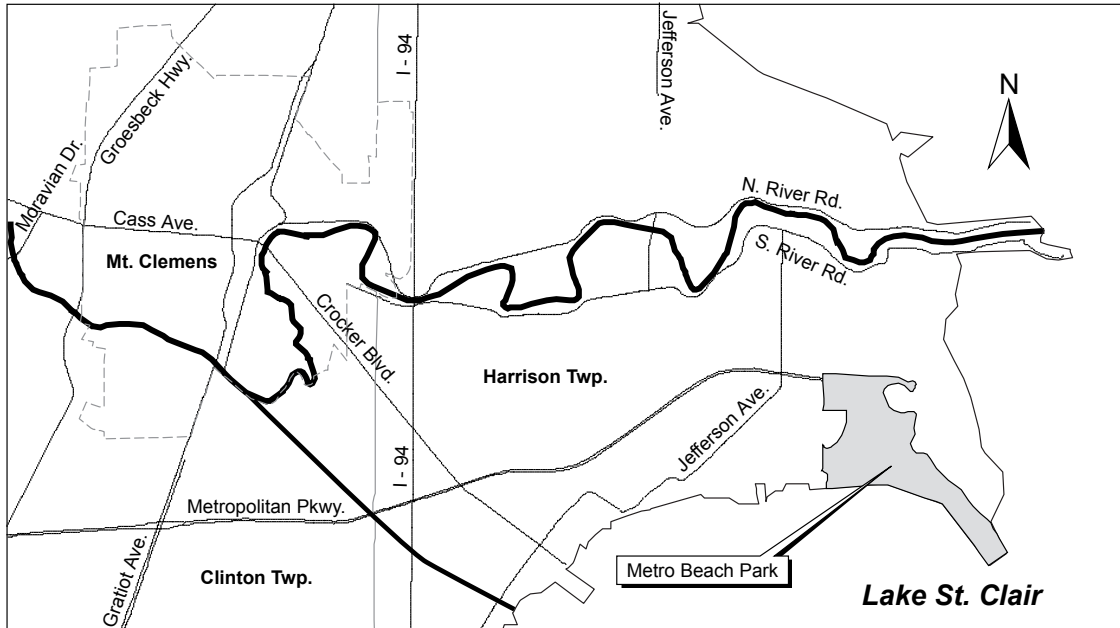 I - 94
Jefferson Ave.
Groesbeck Hwy.
N
Moravian Dr.
N. River Rd.
Cass Ave.
S. River Rd.
Mt. Clemens
Crocker Blvd.
Harrison Twp.
Jefferson Ave.
I - 94
Metropolitan Pkwy.
Gratiot Ave.
Clinton Twp.
Metro Beach Park
Lake St. Clair